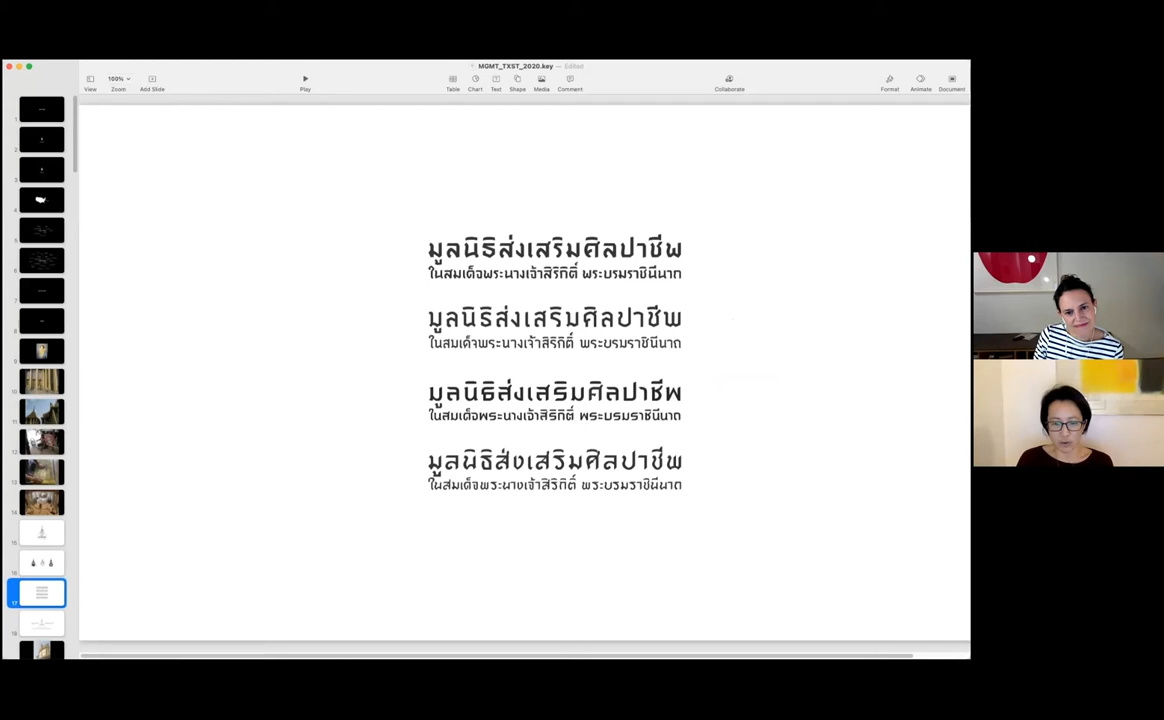 MGMT_TXST_2020.key — Edited
100%
View
Zoom
Add Slide
Play
Table
Chart
Text
Shape
Media
Comment
Collaborate
Format
Animate
Document
มูลนิธิส่งเสริมศิลปาชีพ
ในสมเด็จพระนางเจ้าสิริกิติ์ พระบรมราชินีนาถ
มูลนิธิส่งเสริมศิลปาชีพ
ในสมเด็จพระนางเจ้าสิริกิติ์ พระบรมราชินีนาถ
มูลนิธิส่งเสริมศิลปาชีพ
ในสมเด็จพระนางเจ้าสิริกิติ์ พระบรมราชินีนาถ
มูลนิธิส่งเสริมศิลปาชีพ
ในสมเด็จพระนางเจ้าสิริกิติ์ พระบรมราชินีนาถ